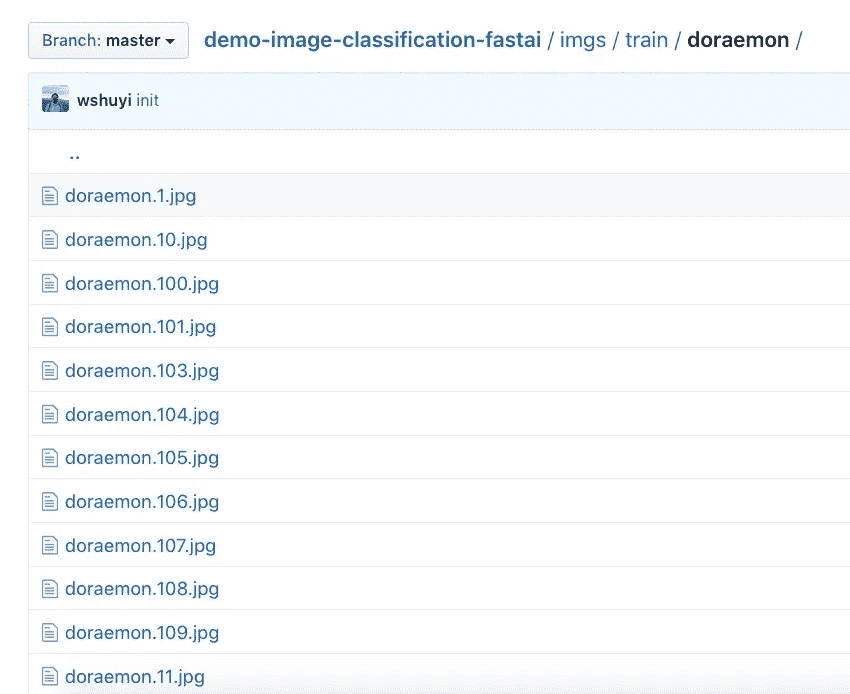 Branch: master demo-image-classification-fastai / imgs / train / doraemon /
wshuyi init
..
doraemon.1.jpg
doraemon.10.jpg
doraemon.100.jpg
doraemon.101.jpg
doraemon.103.jpg
doraemon.104.jpg
doraemon.105.jpg
doraemon.106.jpg
doraemon.107.jpg
doraemon.108.jpg
doraemon.109.jpg
doraemon.11.jpg